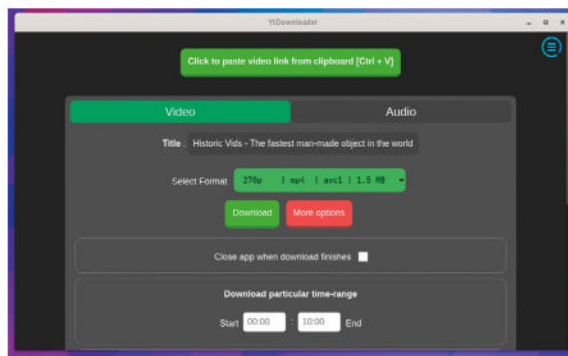 YtDownloader
Click to paste video link from clipboard [Ctrl + V]
Video Audio
Title : Historic Vids - The fastest man-made object in the world
Select Format 270p | mp4 | avc1 | 1.5 MB
Download More options
Close app when download finishes
Download particular time-range
Start 00:00 : 10:00 End